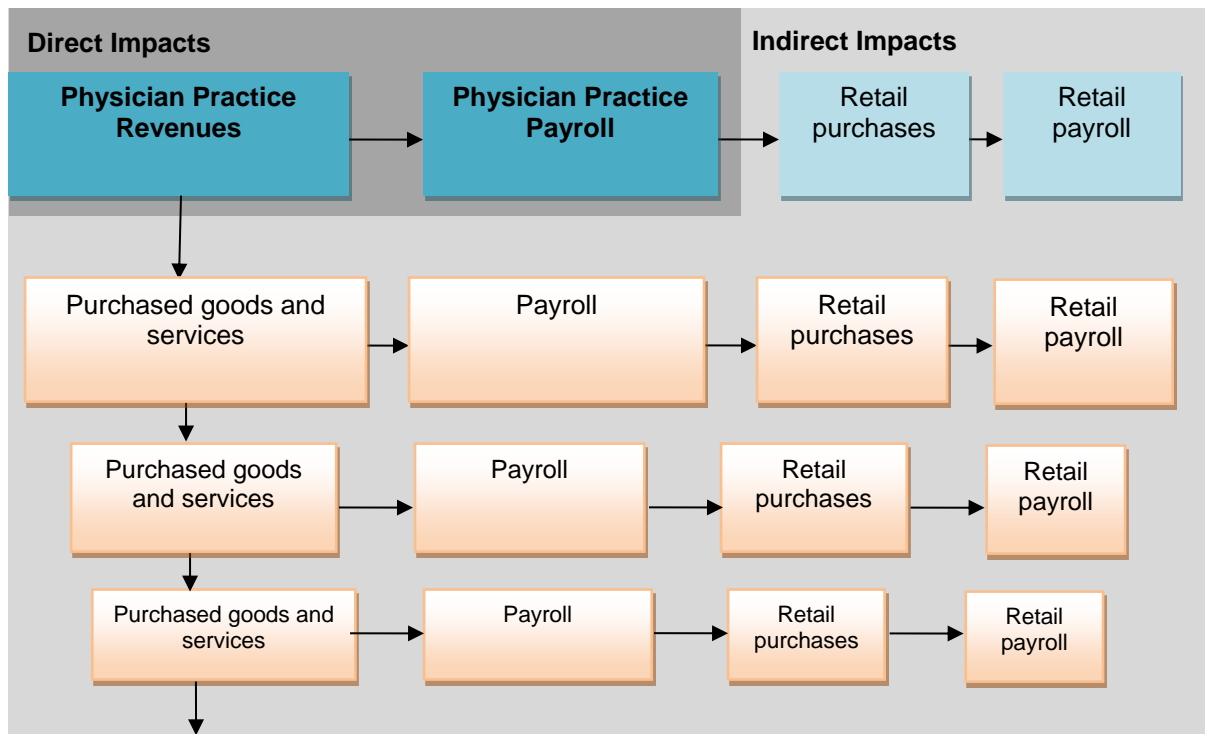 Direct Impacts
Indirect Impacts
Physician Practice
Revenues
Physician Practice
Payroll
Retail
purchases
Retail
payroll
Purchased goods and
services
Payroll
Retail
purchases
Retail
payroll
Purchased goods
and services
Payroll
Retail
purchases
Retail
payroll
Purchased goods and
services
Payroll
Retail
purchases
Retail
payroll